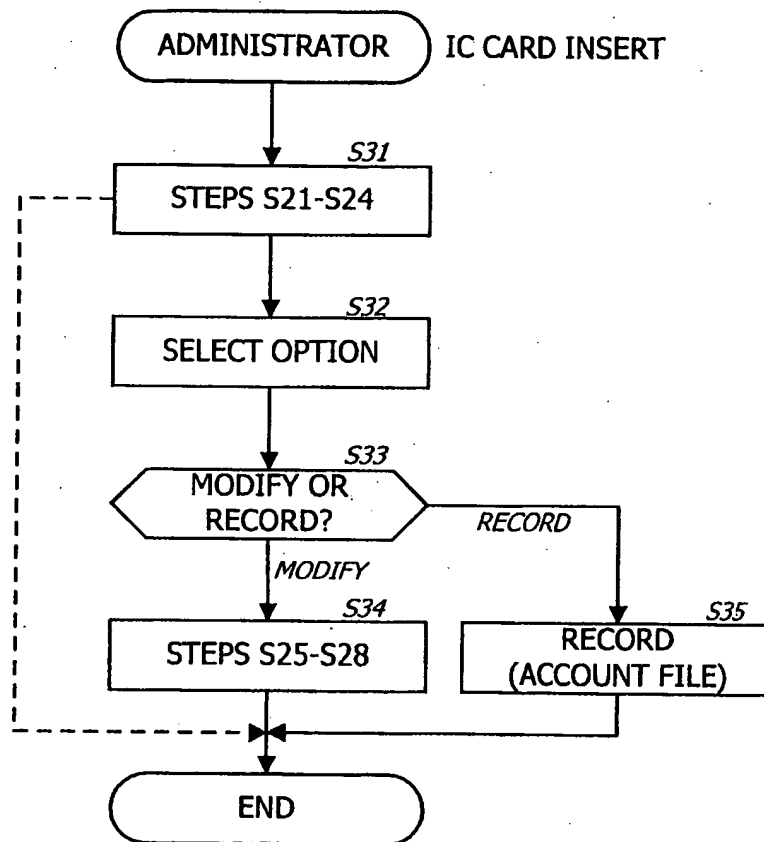 ADMINISTRATOR
IC CARD INSERT
S31
STEPS S21-S24
S32
SELECT OPTION
S33
MODIFY OR
RECORD?
RECORD
MODIFY
S34
STEPS S25-S28
S35
RECORD
(ACCOUNT FILE)
END